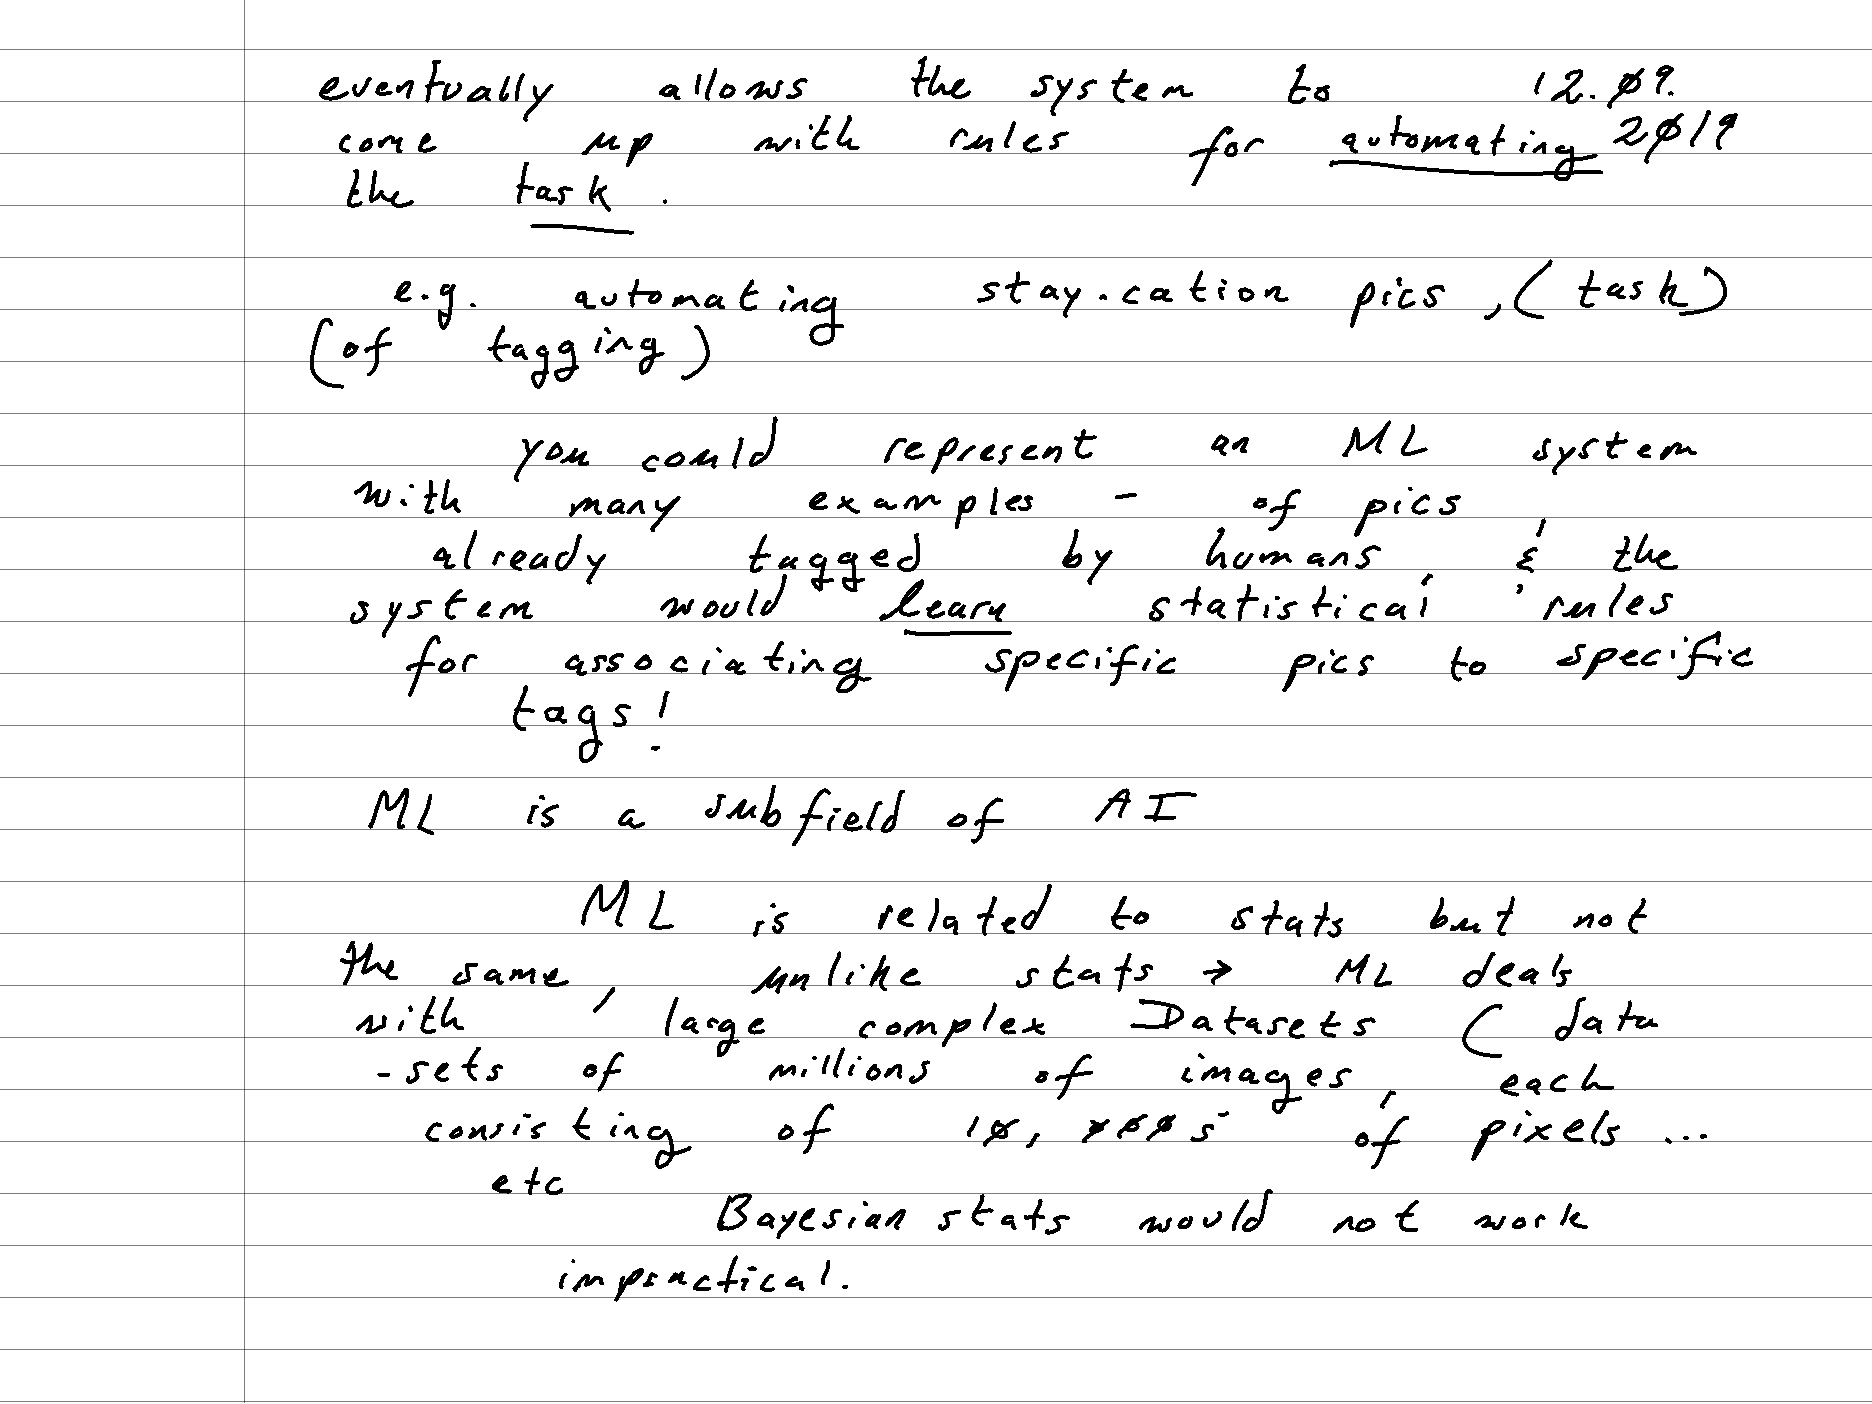 eventually allows the system to 12.09.
come up with rules for automating 2019
the task.
e.g. automating stay.cation pics, (task)
(of tagging)
you could represent an ML system
with many examples - of pics
already tagged by humans, & the
system would learn statistical rules
for associating specific pics to specific
tags!
ML is a subfield of AI
ML is related to stats but not
the same, unlike stats → ML deals
with large complex Datasets ( data
-sets of millions of images, each
consisting of 10,000s of pixels ...
etc
Bayesian stats would not work
impractical.